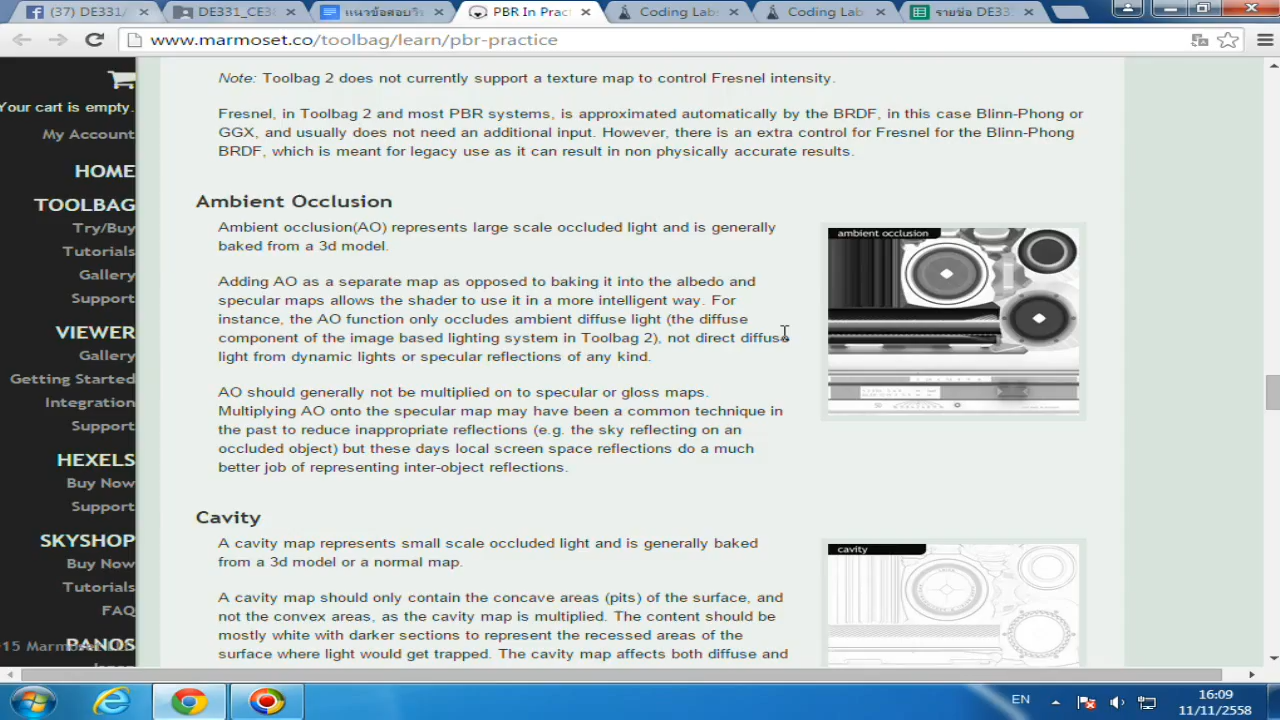 (37) DE331/
DE331_CE3
แนวข้อสอบวิ
PBR In Prac
Coding Lab
Coding Lab
รายชื่อ DE33
www.marmoset.co/toolbag/learn/pbr-practice
Your cart is empty.
My Account
HOME
TOOLBAG
Try/Buy
Tutorials
Gallery
Support
VIEWER
Gallery
Getting Started
Integration
Support
HEXELS
Buy Now
Support
SKYSHOP
Buy Now
Tutorials
FAQ
PANOS
Note: Toolbag 2 does not currently support a texture map to control Fresnel intensity.
Fresnel, in Toolbag 2 and most PBR systems, is approximated automatically by the BRDF, in this case Blinn-Phong or
GGX, and usually does not need an additional input. However, there is an extra control for Fresnel for the Blinn-Phong
BRDF, which is meant for legacy use as it can result in non physically accurate results.
Ambient Occlusion
Ambient occlusion(AO) represents large scale occluded light and is generally
baked from a 3d model.
Adding AO as a separate map as opposed to baking it into the albedo and
specular maps allows the shader to use it in a more intelligent way. For
instance, the AO function only occludes ambient diffuse light (the diffuse
component of the image based lighting system in Toolbag 2), not direct diffuse
light from dynamic lights or specular reflections of any kind.
AO should generally not be multiplied on to specular or gloss maps.
Multiplying AO onto the specular map may have been a common technique in
the past to reduce inappropriate reflections (e.g. the sky reflecting on an
occluded object) but these days local screen space reflections do a much
better job of representing inter-object reflections.
ambient occlusion
Cavity
A cavity map represents small scale occluded light and is generally baked
from a 3d model or a normal map.
A cavity map should only contain the concave areas (pits) of the surface, and
not the convex areas, as the cavity map is multiplied. The content should be
mostly white with darker sections to represent the recessed areas of the
surface where light would get trapped. The cavity map affects both diffuse and
cavity
EN
16:09
11/11/2558